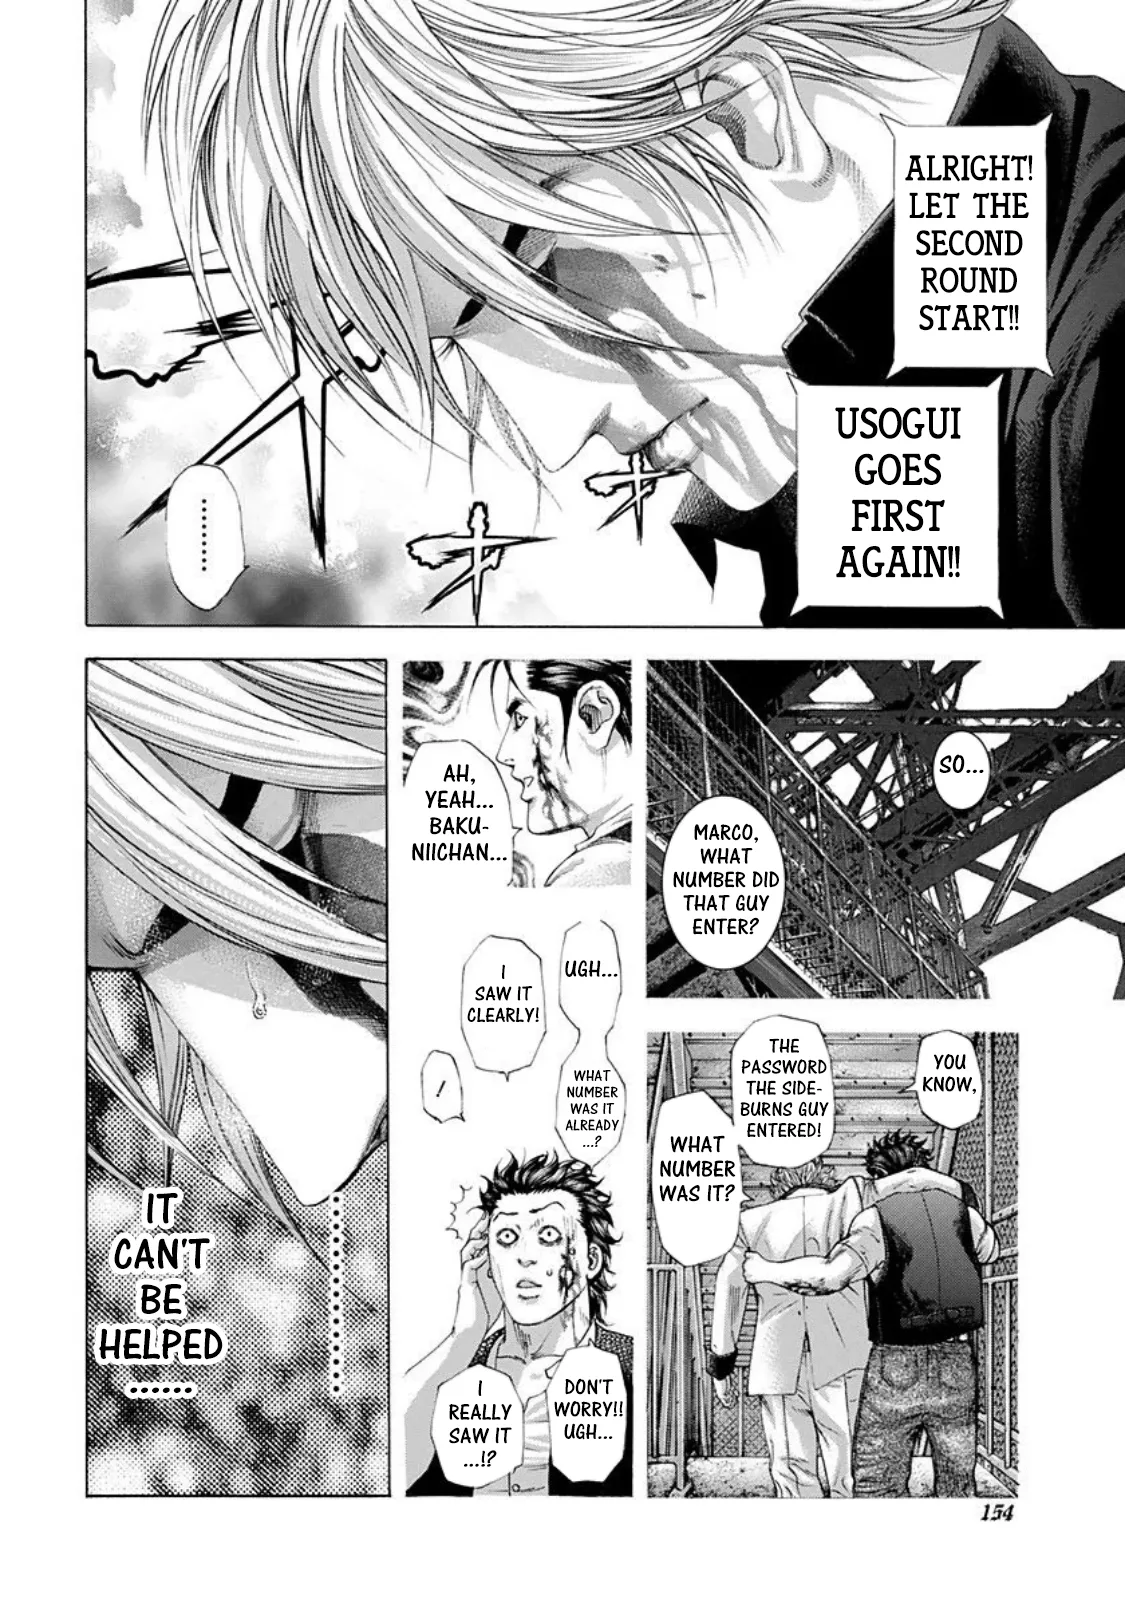 ALRIGHT!
LET THE
SECOND
ROUND
START!!
USOGUI
GOES
FIRST
AGAIN!!
.........
SO...
MARCO,
WHAT
NUMBER DID
THAT GUY
ENTER?
AH,
YEAH...
BAKU-
NIICHAN...
YOU
KNOW,
THE
PASSWORD
THE SIDE-
BURNS GUY
ENTERED!
WHAT
NUMBER
WAS IT?
UGH...
WHAT
NUMBER
WAS IT
ALREADY
...?
I
SAW IT
CLEARLY!
!
DON'T
WORRY!!
UGH...
I
REALLY
SAW IT
...!?
............
IT
CAN'T
BE
HELPED
......
154